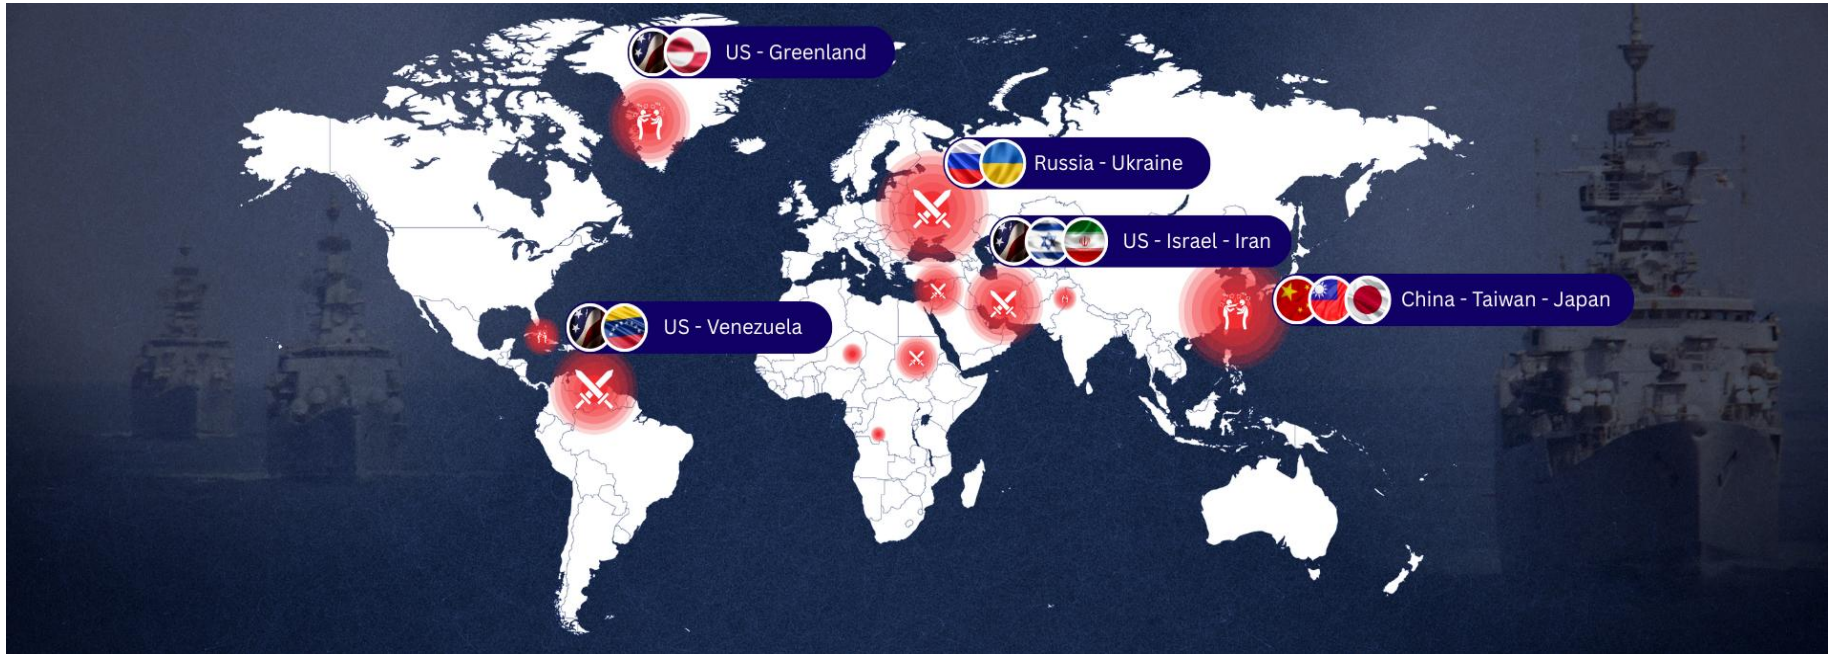 US - Greenland
Russia - Ukraine
US - Israel - Iran
China - Taiwan - Japan
US - Venezuela